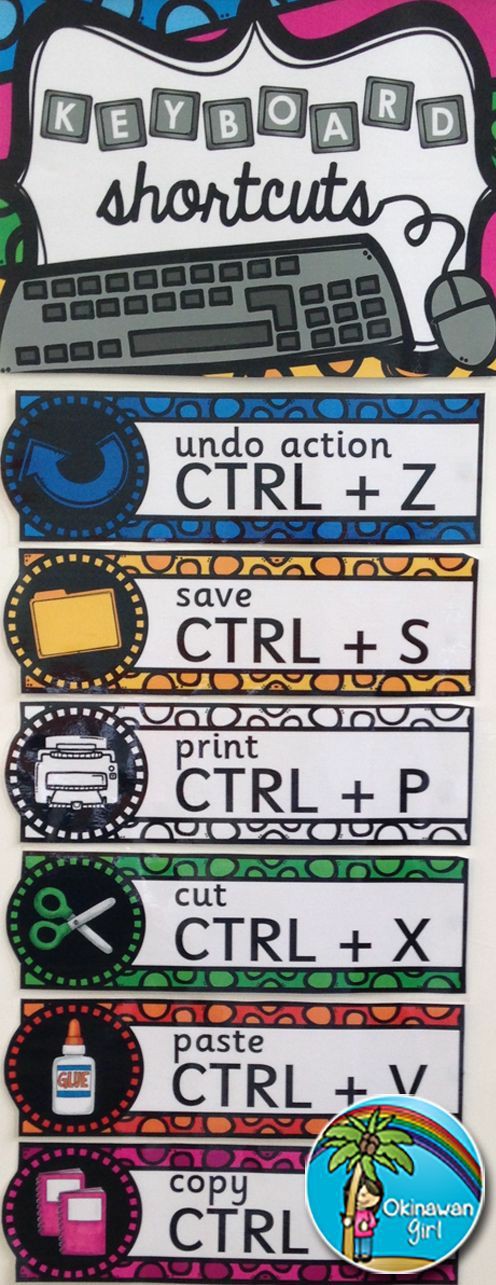 KEYBOARD
shortcuts
undo action
CTRL + Z
save
CTRL + S
print
CTRL + P
cut
CTRL + X
paste
GLUE
CTRL + V
copy
CTRL
Okinawan
girl